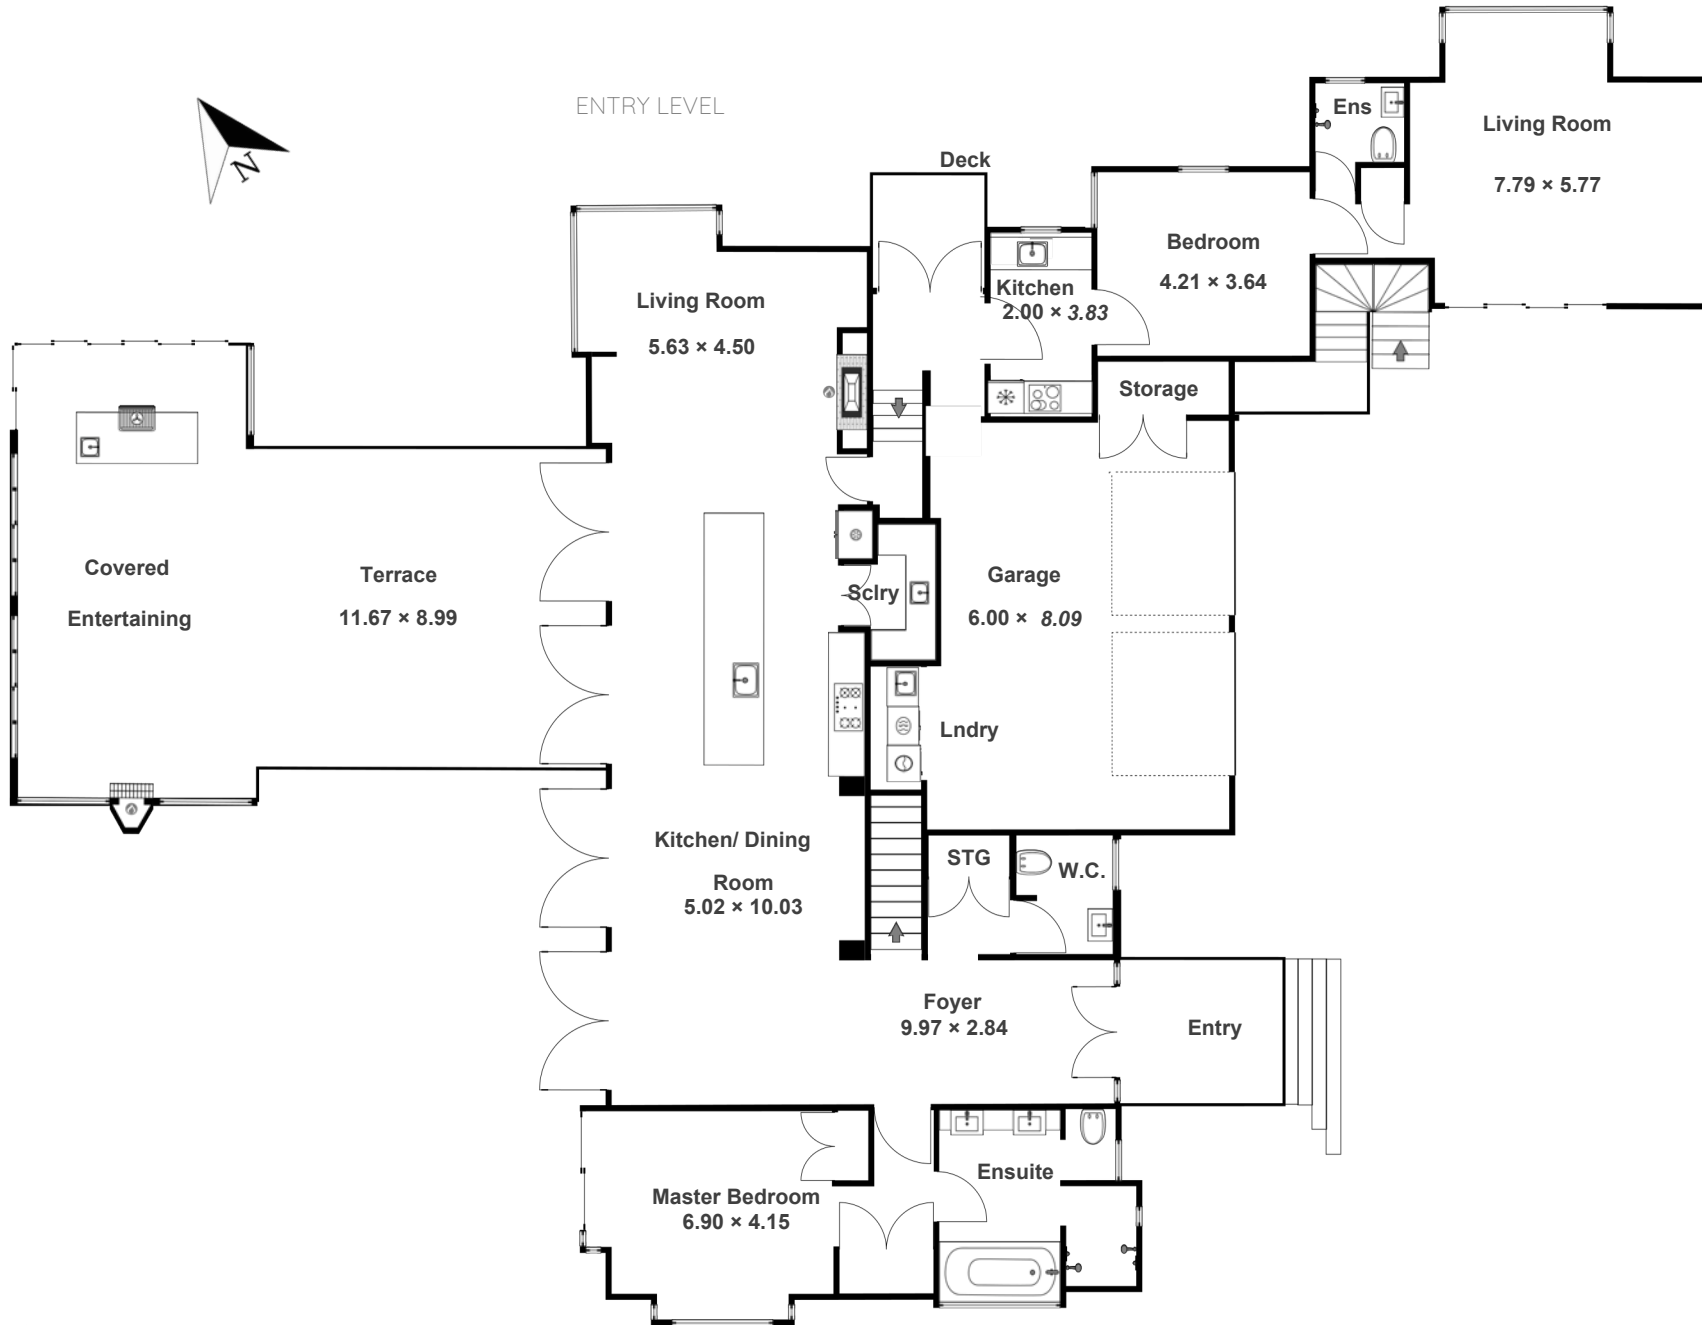 ENTRY LEVEL
N
Ens
Living Room
7.79 × 5.77
Deck
Bedroom
4.21 × 3.64
Kitchen
2.00 × 3.83
Living Room
5.63 × 4.50
Storage
Covered
Entertaining
Terrace
11.67 × 8.99
Sclry
Garage
6.00 × 8.09
Lndry
Kitchen/ Dining
Room
5.02 × 10.03
STG
W.C.
Foyer
9.97 × 2.84
Entry
Ensuite
Master Bedroom
6.90 × 4.15